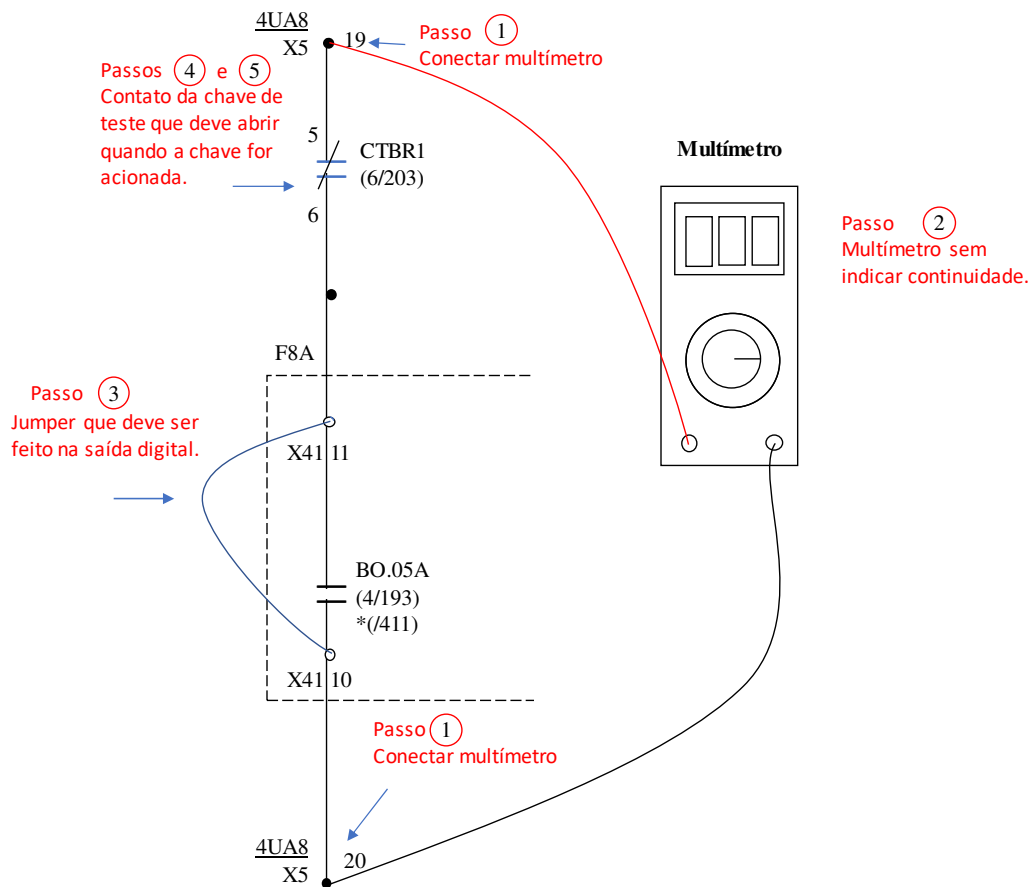 4UA8
X5
19
Passo 1
Conectar multímetro
Passos 4 e 5
Contato da chave de
teste que deve abrir
quando a chave for
acionada.
5
CTBR1
(6/203)
6
Multímetro
Passo 2
Multímetro sem
indicar continuidade.
F8A
Passo 3
Jumper que deve ser
feito na saída digital.
X41 11
BO.05A
(4/193)
*(/411)
X41 10
Passo 1
Conectar multímetro
4UA8
X5
20